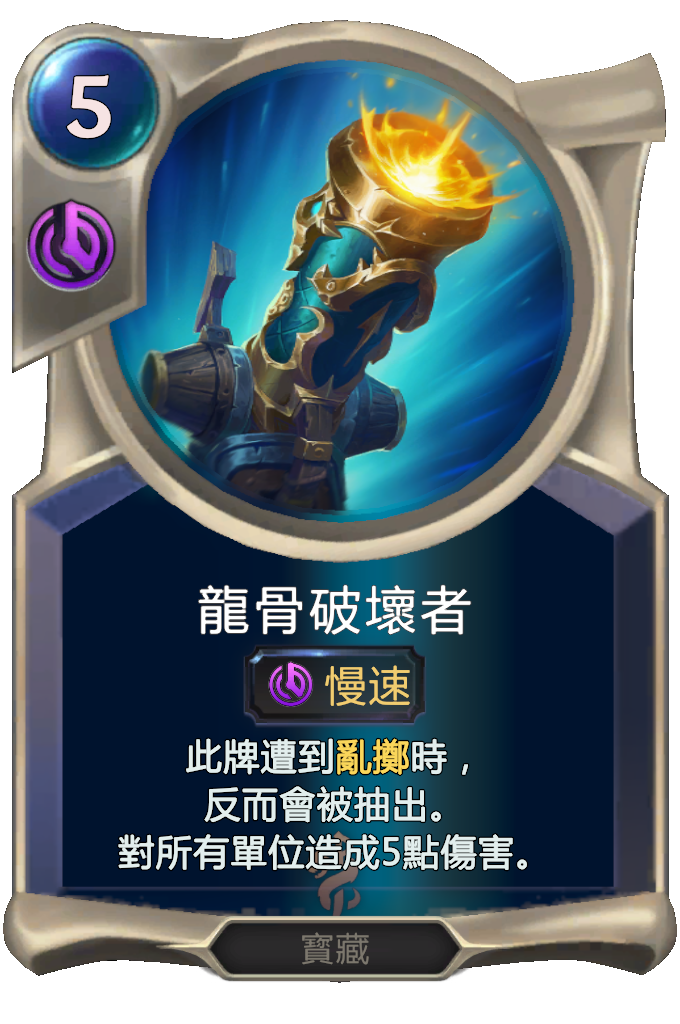 5
龍骨破壞者
慢速
此牌遭到亂擲時，
反而會被抽出。
對所有單位造成5點傷害。
寶藏